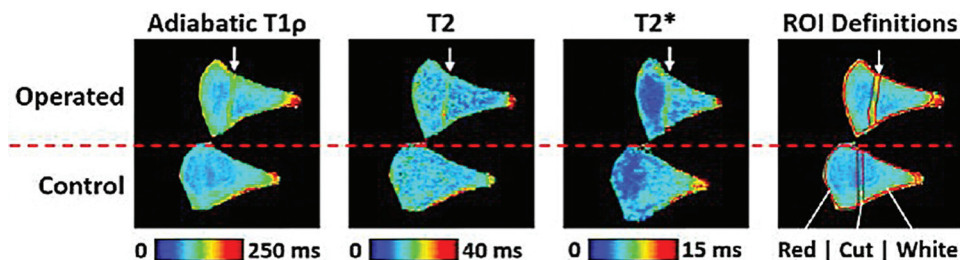 Adiabatic T1ρ T2 T2* ROI Definitions
Operated
Control
0 250 ms 0 40 ms 0 15 ms Red | Cut | White